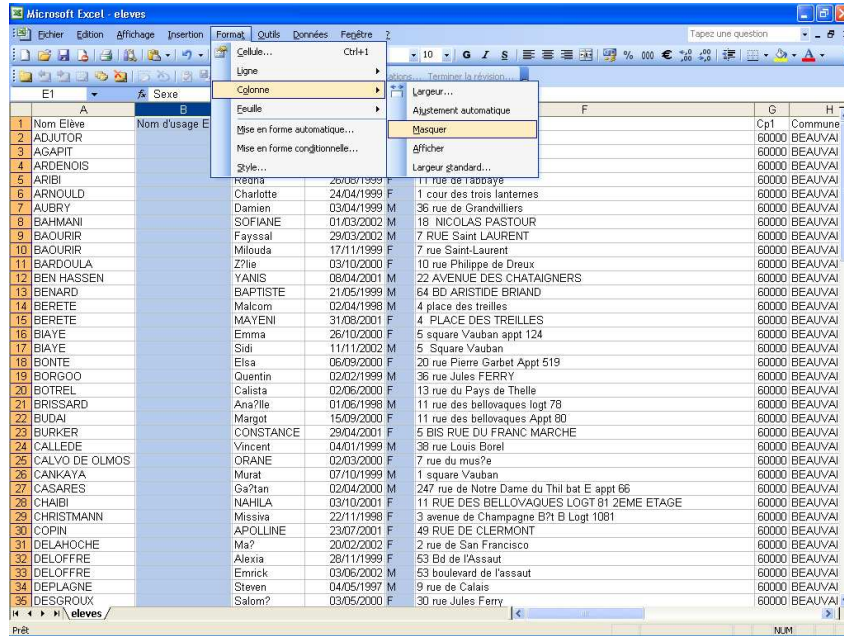 Microsoft Excel - eleves
Fichier Edition Affichage Insertion Format Outils Données Fenêtre ? Tapez une question
10 G I S % 000 €
Terminer la révision...
E1 fx Sexe
Cellule... Ctrl+1
Ligne
Colonne
Feuille
Mise en forme automatique...
Mise en forme conditionnelle...
Style...
Largeur...
Ajustement automatique
Masquer
Afficher
Largeur standard...
A B F G H
1 Nom Elève Nom d'usage E Cp1 Commune
2 ADJUTOR 60000 BEAUVAI
3 AGAPIT 60000 BEAUVAI
4 ARDENOIS 60000 BEAUVAI
5 ARIBI Redha 26/08/1999 F 11 rue de l'abbaye 60000 BEAUVAI
6 ARNOULD Charlotte 24/04/1999 F 1 cour des trois lanternes 60000 BEAUVAI
7 AUBRY Damien 03/04/1999 M 36 rue de Grandvilliers 60000 BEAUVAI
8 BAHMANI SOFIANE 01/03/2002 M 18 NICOLAS PASTOUR 60000 BEAUVAI
9 BAOURIR Fayssal 29/03/2002 M 7 RUE Saint LAURENT 60000 BEAUVAI
10 BAOURIR Milouda 17/11/1999 F 7 rue Saint-Laurent 60000 BEAUVAI
11 BARDOULA Z?lie 03/10/2000 F 10 rue Philippe de Dreux 60000 BEAUVAI
12 BEN HASSEN YANIS 08/04/2001 M 22 AVENUE DES CHATAIGNERS 60000 BEAUVAI
13 BENARD BAPTISTE 21/05/1999 M 64 BD ARISTIDE BRIAND 60000 BEAUVAI
14 BERETE Malcom 02/04/1998 M 4 place des treilles 60000 BEAUVAI
15 BERETE MAYENI 31/08/2001 F 4 PLACE DES TREILLES 60000 BEAUVAI
16 BIAYE Emma 26/10/2000 F 5 square Vauban appt 124 60000 BEAUVAI
17 BIAYE Sidi 11/11/2002 M 5 Square Vauban 60000 BEAUVAI
18 BONTE Elsa 06/09/2000 F 20 rue Pierre Garbet Appt 519 60000 BEAUVAI
19 BORGOO Quentin 02/02/1999 M 36 rue Jules FERRY 60000 BEAUVAI
20 BOTREL Calista 02/06/2000 F 13 rue du Pays de Thelle 60000 BEAUVAI
21 BRISSARD Ana?lle 01/06/1998 M 11 rue des bellovaques logt 78 60000 BEAUVAI
22 BUDAI Margot 15/09/2000 F 11 rue des bellovaques Appt 80 60000 BEAUVAI
23 BURKER CONSTANCE 29/04/2001 F 5 BIS RUE DU FRANC MARCHE 60000 BEAUVAI
24 CALLEDE Vincent 04/01/1999 M 38 rue Louis Borel 60000 BEAUVAI
25 CALVO DE OLMOS ORANE 02/03/2000 F 7 rue du mus?e 60000 BEAUVAI
26 CANKAYA Murat 07/10/1999 M 1 square Vauban 60000 BEAUVAI
27 CASARES Ga?tan 02/04/2000 M 247 rue de Notre Dame du Thil bat E appt 66 60000 BEAUVAI
28 CHAIBI NAHILA 03/10/2001 F 11 RUE DES BELLOVAQUES LOGT 81 2EME ETAGE 60000 BEAUVAI
29 CHRISTMANN Missiva 22/11/1998 F 3 avenue de Champagne B?t B Logt 1081 60000 BEAUVAI
30 COPIN APOLLINE 23/07/2001 F 49 RUE DE CLERMONT 60000 BEAUVAI
31 DELAHOCHE Ma? 20/02/2002 F 2 rue de San Francisco 60000 BEAUVAI
32 DELOFFRE Alexia 28/11/1999 F 53 Bd de l'Assaut 60000 BEAUVAI
33 DELOFFRE Emrick 03/06/2002 M 53 boulevard de l'assaut 60000 BEAUVAI
34 DEPLAGNE Steven 04/05/1997 M 9 rue de Calais 60000 BEAUVAI
35 DESGROUX Salom? 03/05/2000 F 30 rue Jules Ferry 60000 BEAUVAI
eleves
Prêt NUM